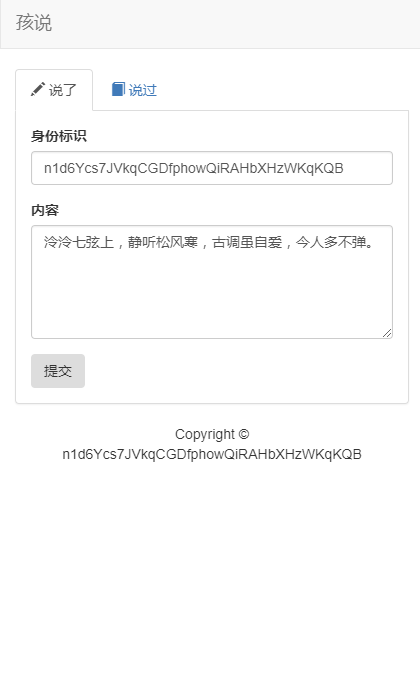 孩说
说了
说过
身份标识
n1d6Ycs7JVkqCGDfphowQiRAHbXHzWKqKQB
内容
泠泠七弦上，静听松风寒，古调虽自爱，今人多不弹。
提交
Copyright ©
n1d6Ycs7JVkqCGDfphowQiRAHbXHzWKqKQB